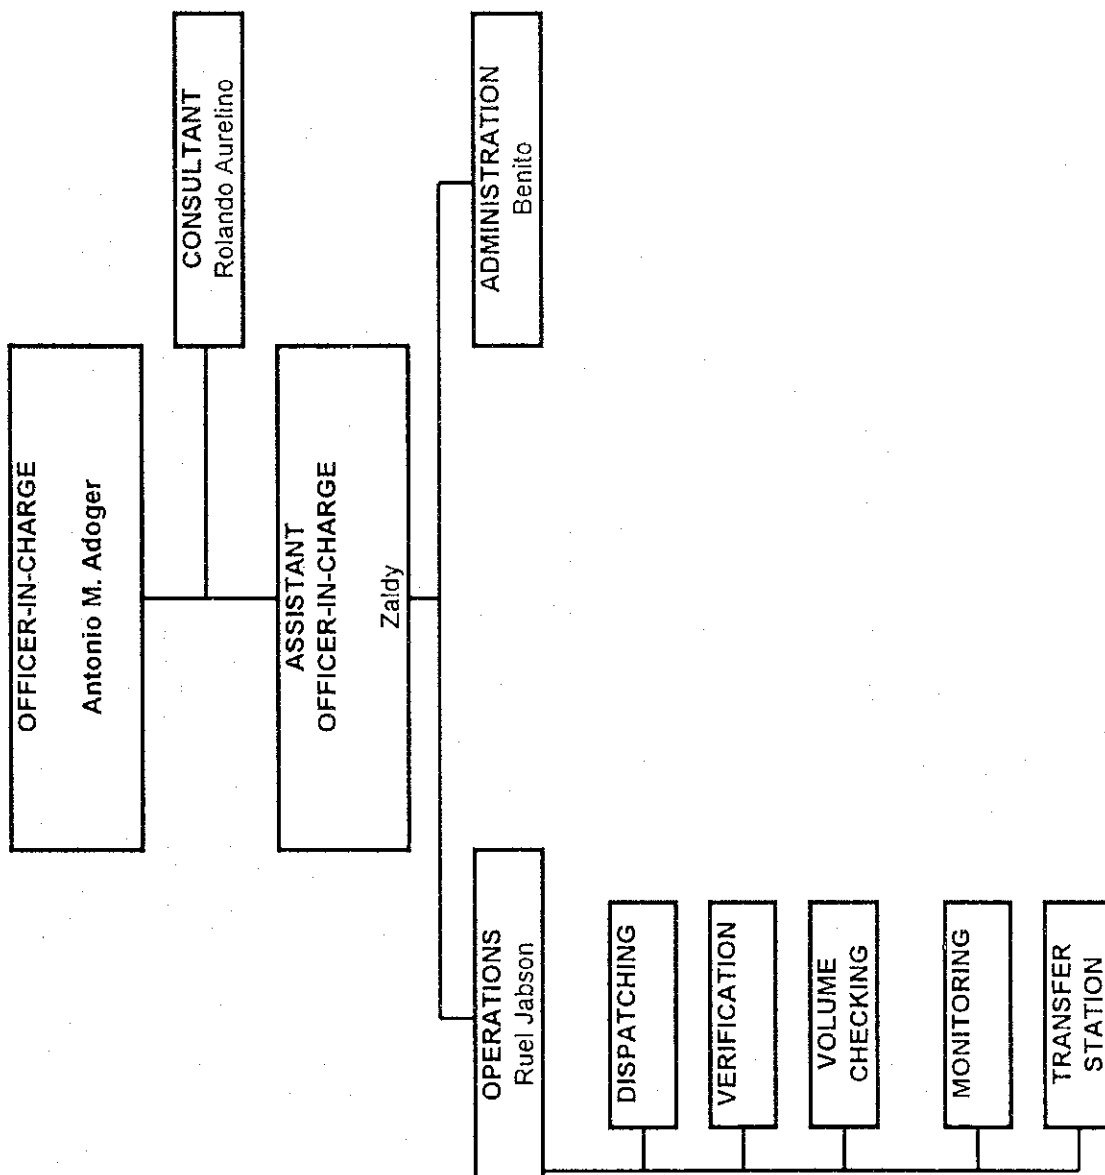 OFFICER-IN-CHARGE
Antonio M. Adoger
CONSULTANT
Rolando Aurelino
ASSISTANT
OFFICER-IN-CHARGE
Zaldy
OPERATIONS
Ruel Jabson
ADMINISTRATION
Benito
DISPATCHING
VERIFICATION
VOLUME
CHECKING
MONITORING
TRANSFER
STATION